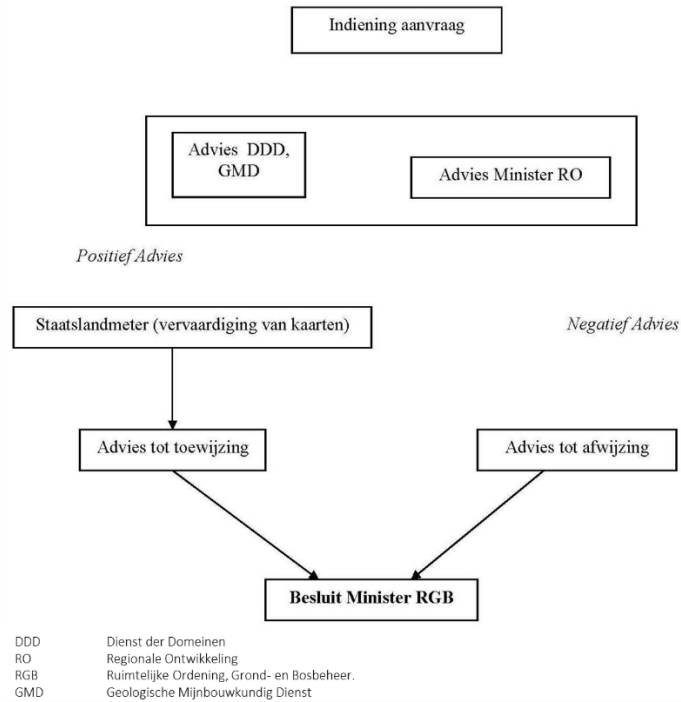 Indiening aanvraag
Advies DDD,
GMD
Advies Minister RO
Positief Advies
Staatslandmeter (vervaardiging van kaarten)
Negatief Advies
Advies tot toewijzing
Advies tot afwijzing
Besluit Minister RGB
DDD Dienst der Domeinen
RO Regionale Ontwikkeling
RGB Ruimtelijke Ordening, Grond- en Bosbeheer.
GMD Geologische Mijnbouwkundig Dienst